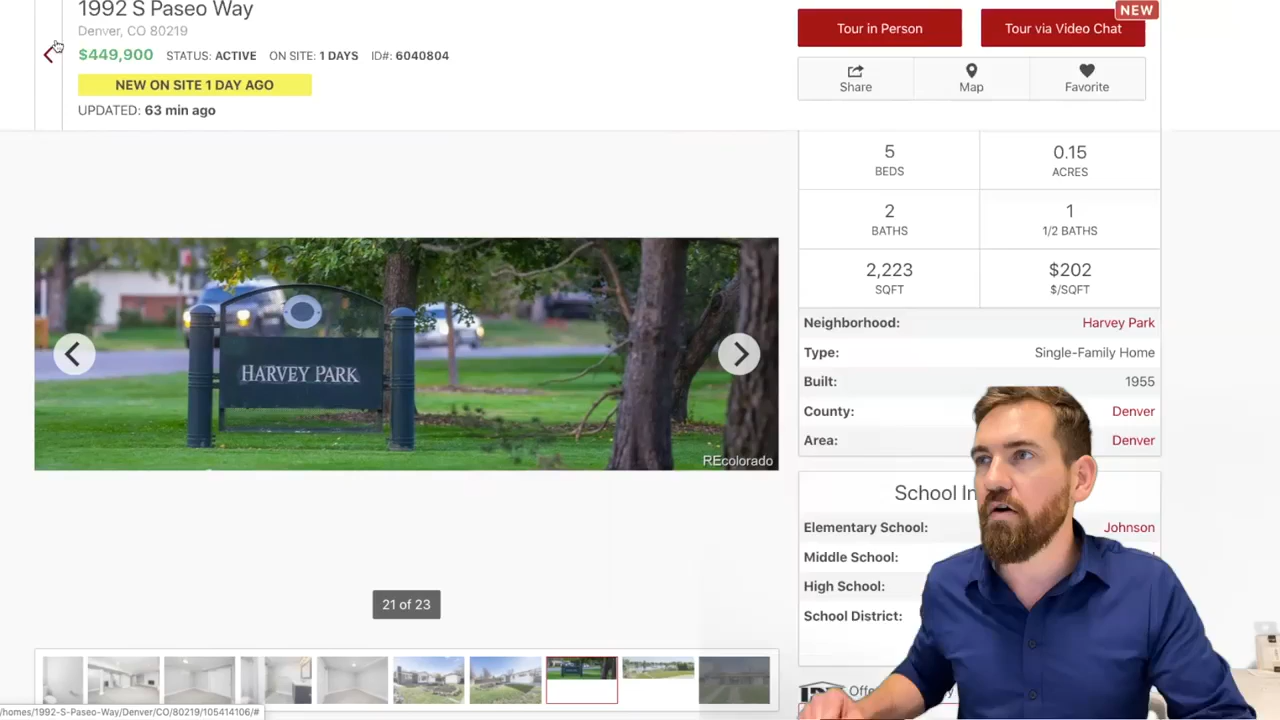 1992 S Paseo Way
Denver, CO 80219
$449,900 STATUS: ACTIVE ON SITE: 1 DAYS ID#: 6040804
NEW ON SITE 1 DAY AGO
UPDATED: 63 min ago
NEW
Tour in Person
Tour via Video Chat
Share
Map
Favorite
5
BEDS
0.15
ACRES
2
BATHS
1
1/2 BATHS
2,223
SQFT
$202
$/SQFT
Neighborhood: Harvey Park
Type: Single-Family Home
Built: 1955
County: Denver
Area: Denver
School In
Elementary School: Johnson
Middle School:
High School:
School District:
Offe
HARVEY PARK
REcolorado
21 of 23
/homes/1992-S-Paseo-Way/Denver/CO/80219/105414106/#